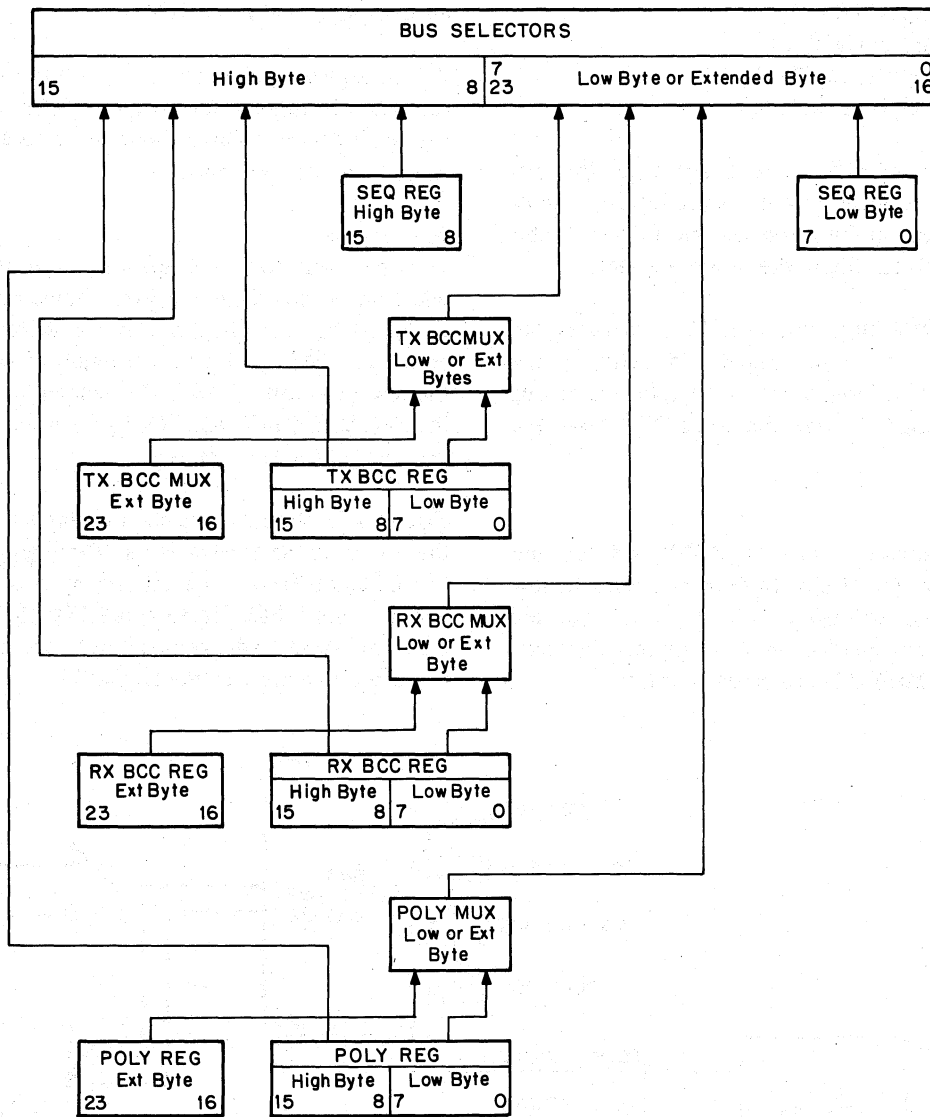 BUS SELECTORS
15 High Byte 8
7 0
23 Low Byte or Extended Byte 16
SEQ REG
High Byte
15 8
SEQ REG
Low Byte
7 0
TX BCCMUX
Low or Ext
Bytes
TX. BCC MUX
Ext Byte
23 16
TX BCC REG
High Byte Low Byte
15 8 7 0
RX BCC MUX
Low or Ext
Byte
RX BCC REG
Ext Byte
23 16
RX BCC REG
High Byte Low Byte
15 8 7 0
POLY MUX
Low or Ext
Byte
POLY REG
Ext Byte
23 16
POLY REG
High Byte Low Byte
15 8 7 0